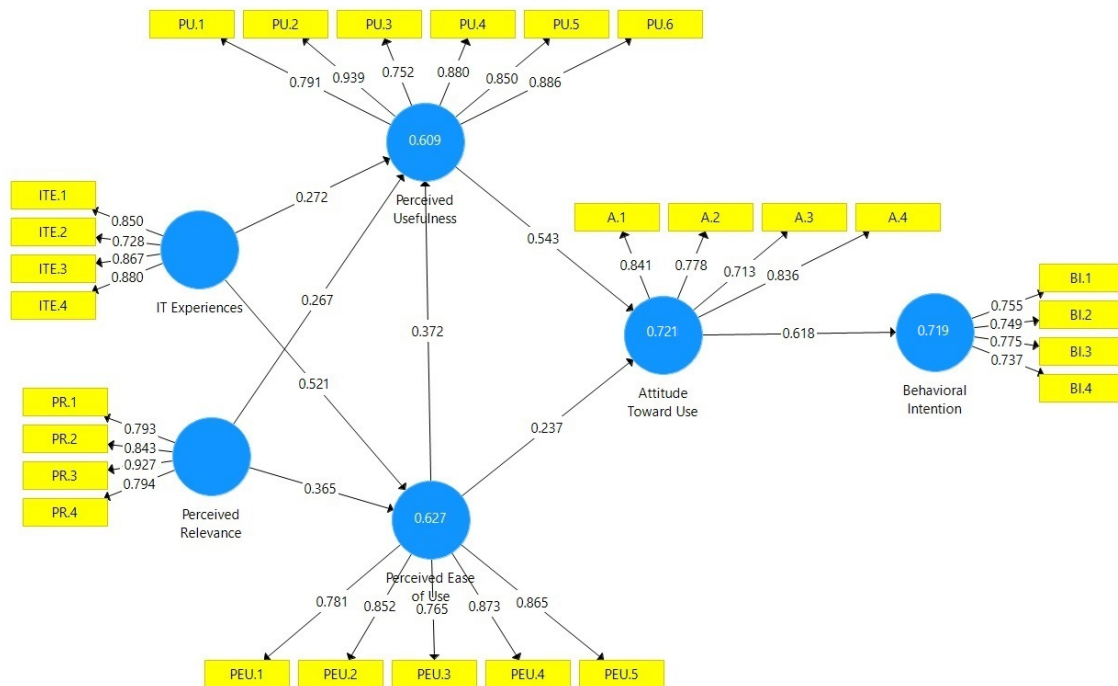 PU.1
PU.2
PU.3
PU.4
PU.5
PU.6
0.791
0.939
0.752
0.880
0.850
0.886
0.609
Perceived
Usefulness
ITE.1
ITE.2
ITE.3
ITE.4
0.850
0.728
0.867
0.880
IT Experiences
0.272
0.267
0.521
0.372
0.543
A.1
A.2
A.3
A.4
0.841
0.778
0.713
0.836
0.721
Attitude
Toward Use
0.618
0.719
Behavioral
Intention
BI.1
BI.2
BI.3
BI.4
0.755
0.749
0.775
0.737
PR.1
PR.2
PR.3
PR.4
0.793
0.843
0.927
0.794
Perceived
Relevance
0.365
0.237
0.627
Perceived Ease
of Use
0.781
0.852
0.765
0.873
0.865
PEU.1
PEU.2
PEU.3
PEU.4
PEU.5